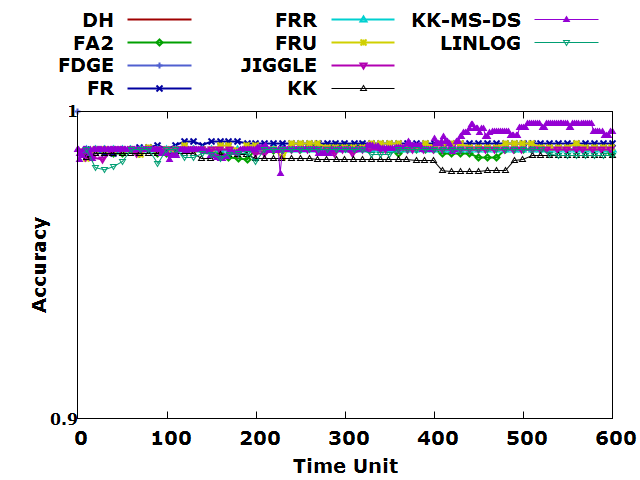 DH FRR KK-MS-DS
FA2 FRU LINLOG
FDGE JIGGLE
FR KK
1
Accuracy
0.9
0 100 200 300 400 500 600
Time Unit